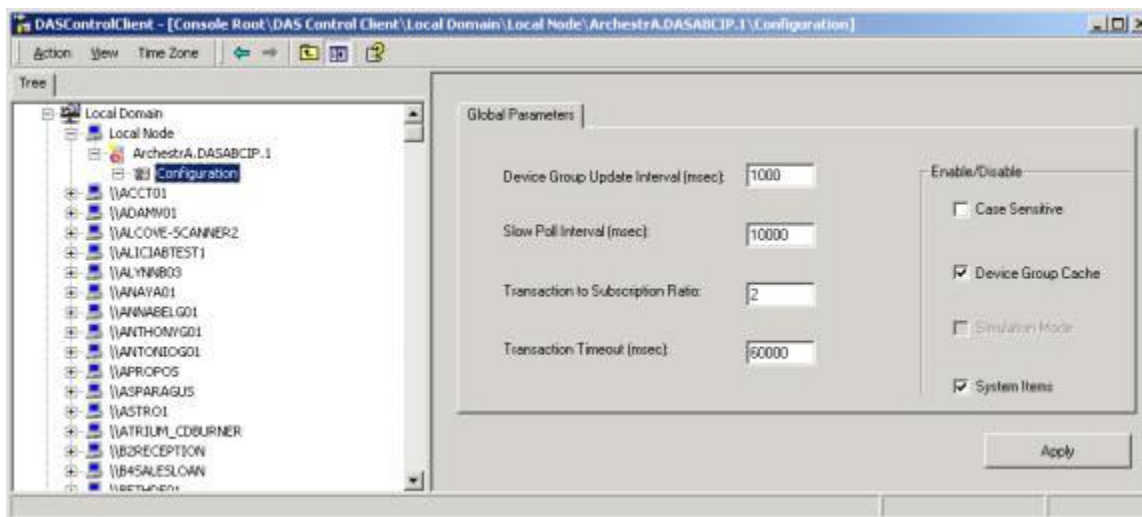 DASControlClient - [Console Root\DAS Control Client\Local Domain\Local Node\ArchestrA.DASABCIP.1\Configuration]
Action View Time Zone
Tree
Local Domain
Local Node
ArchestrA.DASABCIP.1
Configuration
\\ACCT01
\\ADAMV01
\\ALCOVE-SCANNER2
\\ALICIABTEST1
\\ALYNNB03
\\ANAYA01
\\ANNABELG01
\\ANTHONYG01
\\ANTONIOG01
\\APROPOS
\\ASPARAGUS
\\ASTRO1
\\ATRIUM_CDBURNER
\\B2RECEPTION
\\B4SALESLOAN
Global Parameters
Device Group Update Interval (msec): 1000
Slow Poll Interval (msec): 10000
Transaction to Subscription Ratio: 2
Transaction Timeout (msec): 60000
Enable/Disable
Case Sensitive
Device Group Cache
Simulation Mode
System Items
Apply